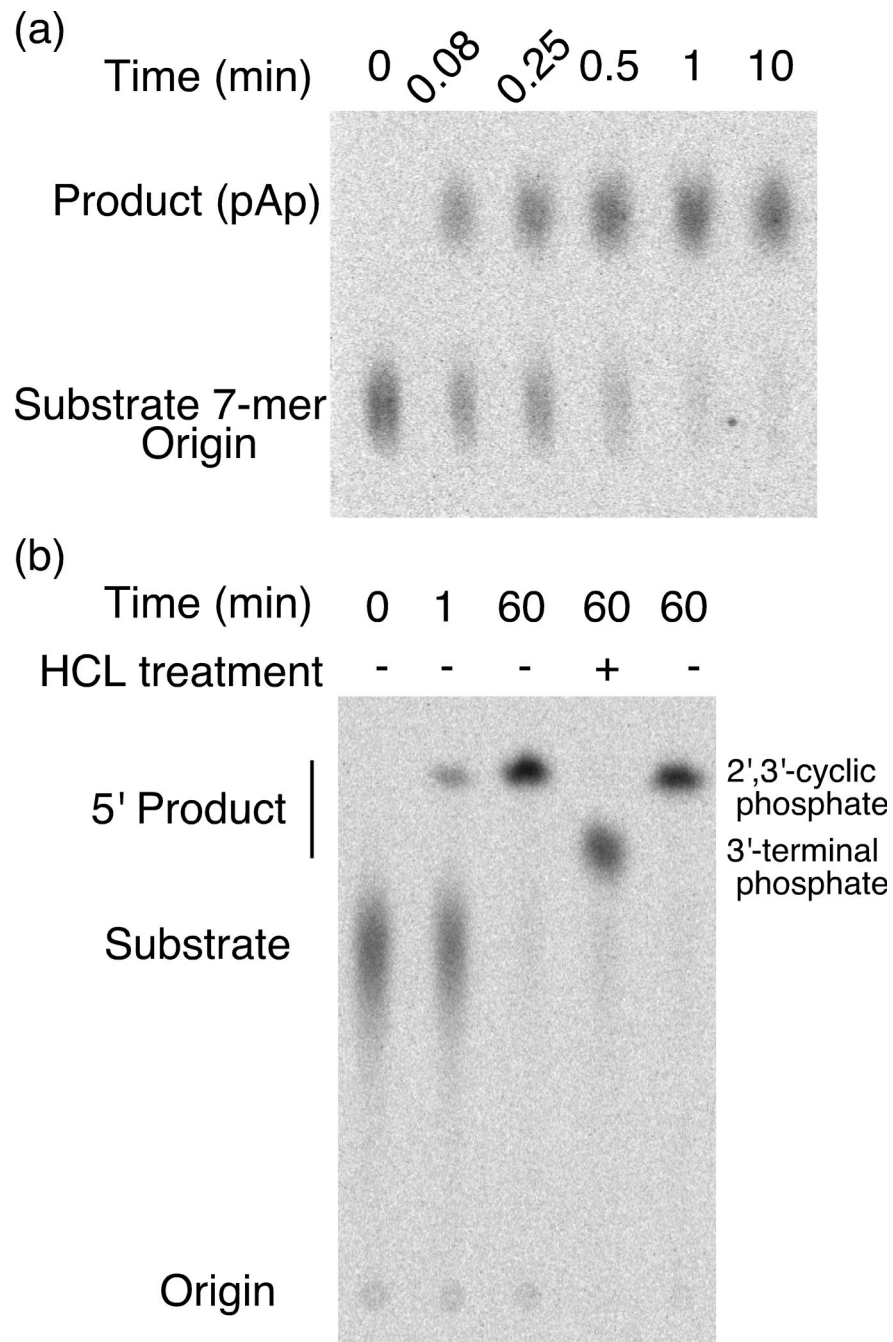 (a)
Time (min) 0 0.08 0.25 0.5 1 10
Product (pAp)
Substrate 7-mer
Origin
(b)
Time (min) 0 1 60 60 60
HCL treatment - - - + -
5' Product
2',3'-cyclic
phosphate
3'-terminal
phosphate
Substrate
Origin